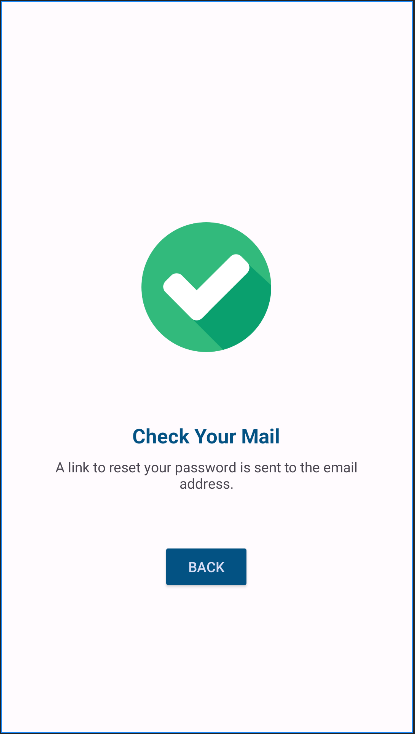 Check Your Mail
A link to reset your password is sent to the email
address.
BACK